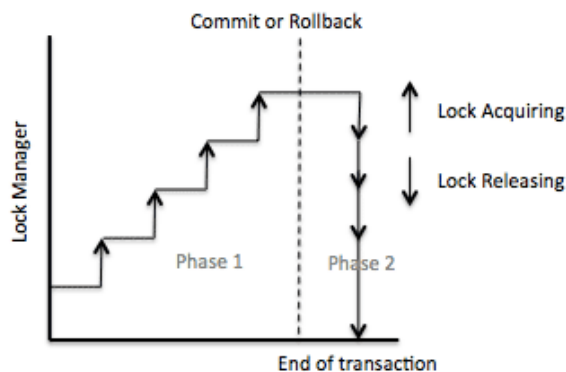 Commit or Rollback
Lock Acquiring
Lock Manager
Lock Releasing
Phase 1
Phase 2
End of transaction